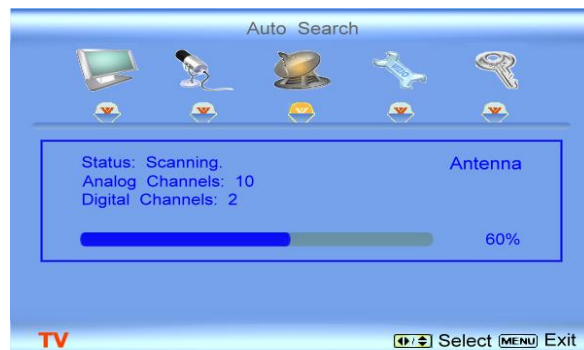 Auto Search
Status: Scanning.
Antenna
Analog Channels: 10
Digital Channels: 2
60%
TV
Select MENU Exit